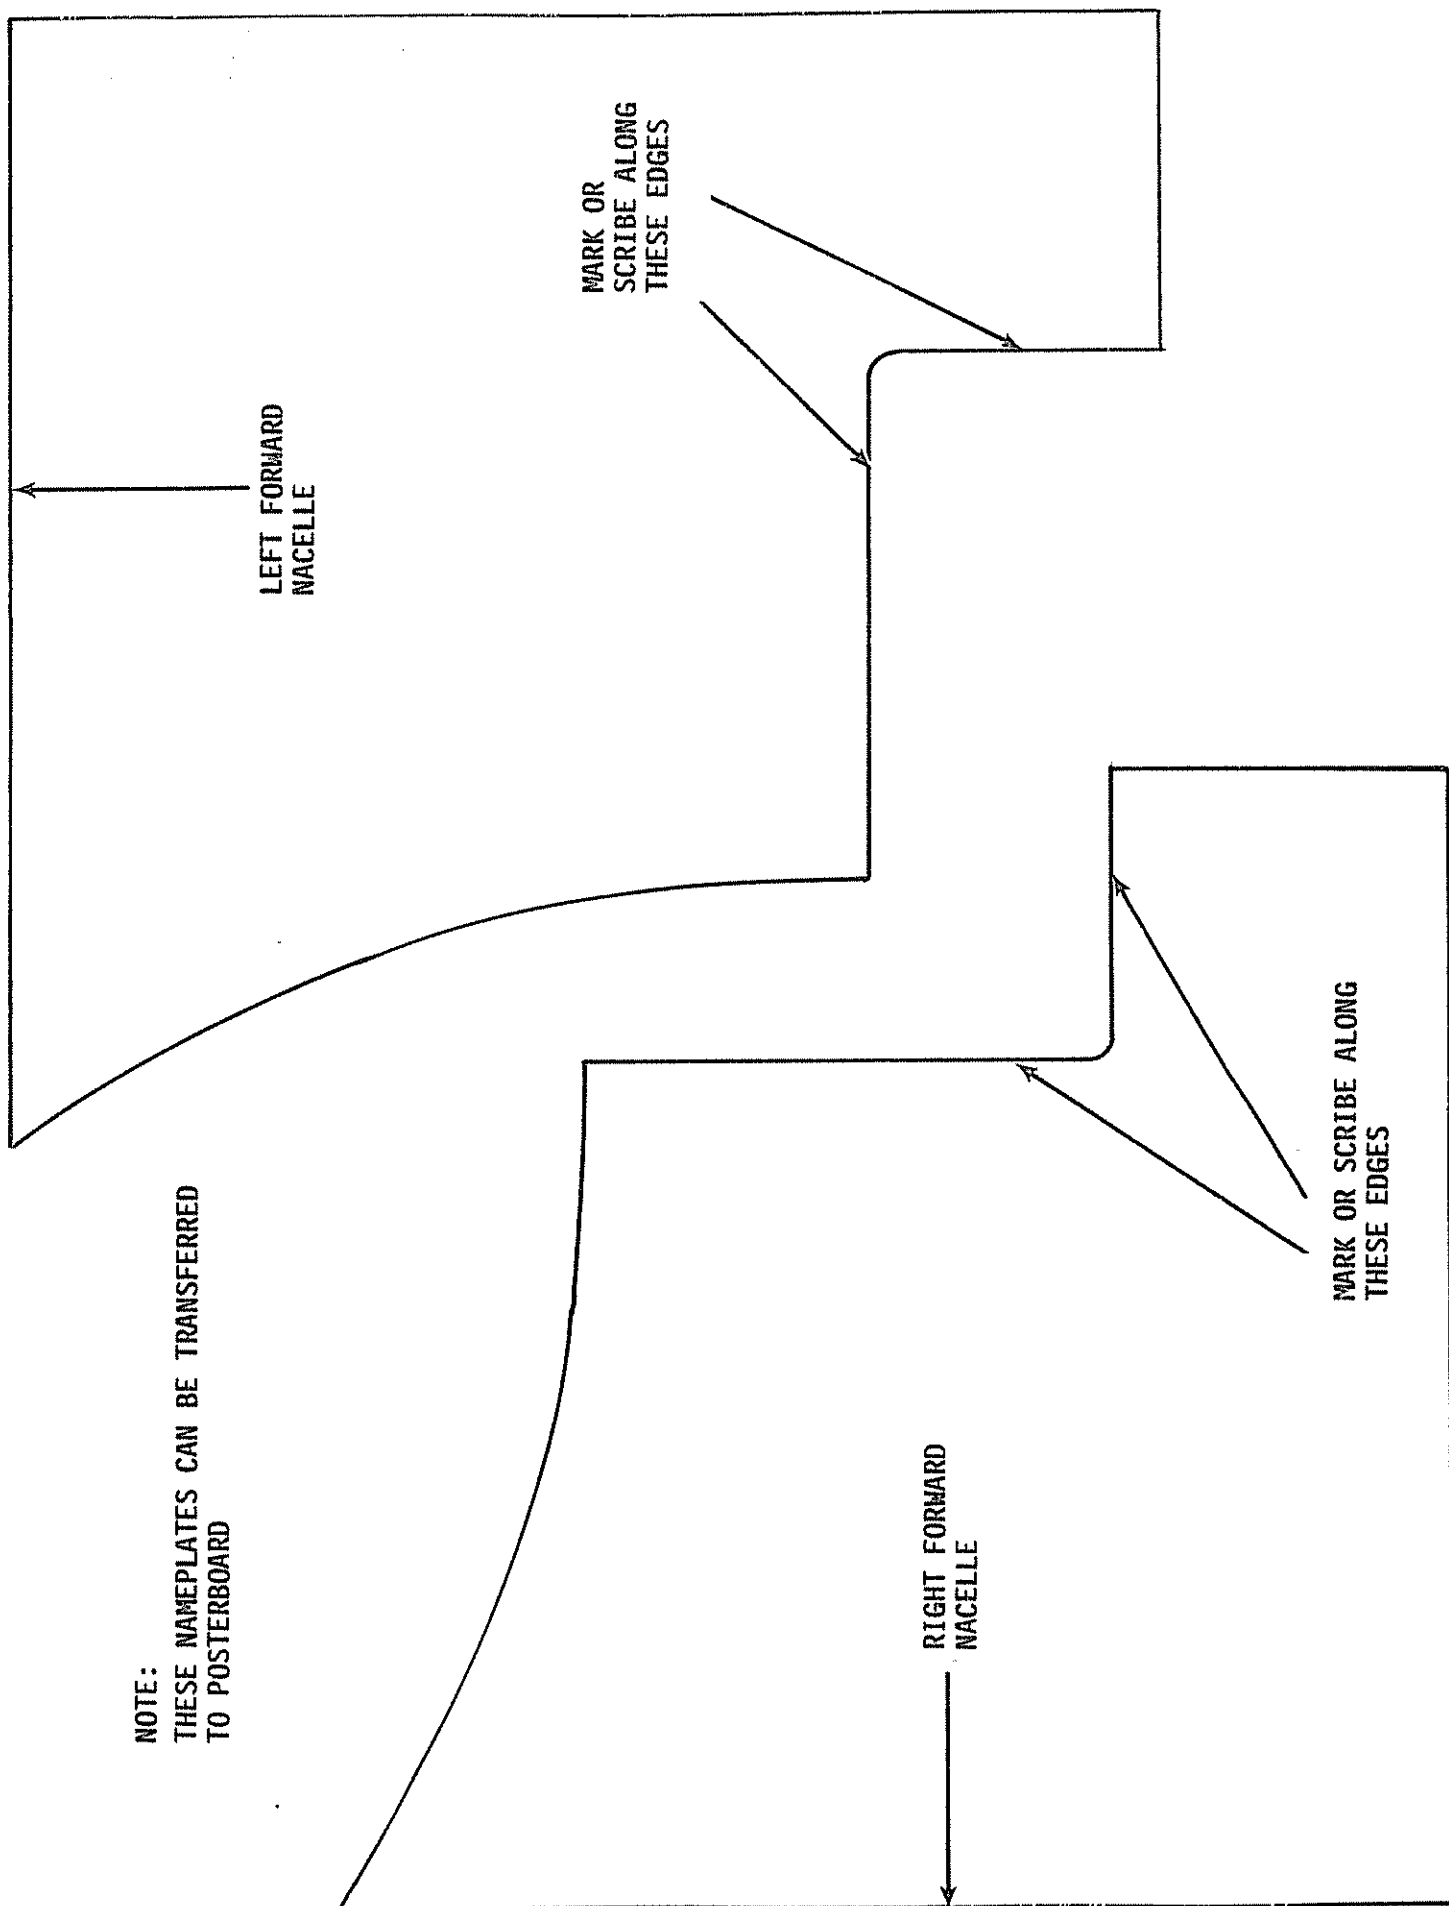 NOTE:
THESE NAMEPLATES CAN BE TRANSFERRED
TO POSTERBOARD
LEFT FORWARD
NACELLE
MARK OR
SCRIBE ALONG
THESE EDGES
RIGHT FORWARD
NACELLE
MARK OR SCRIBE ALONG
THESE EDGES